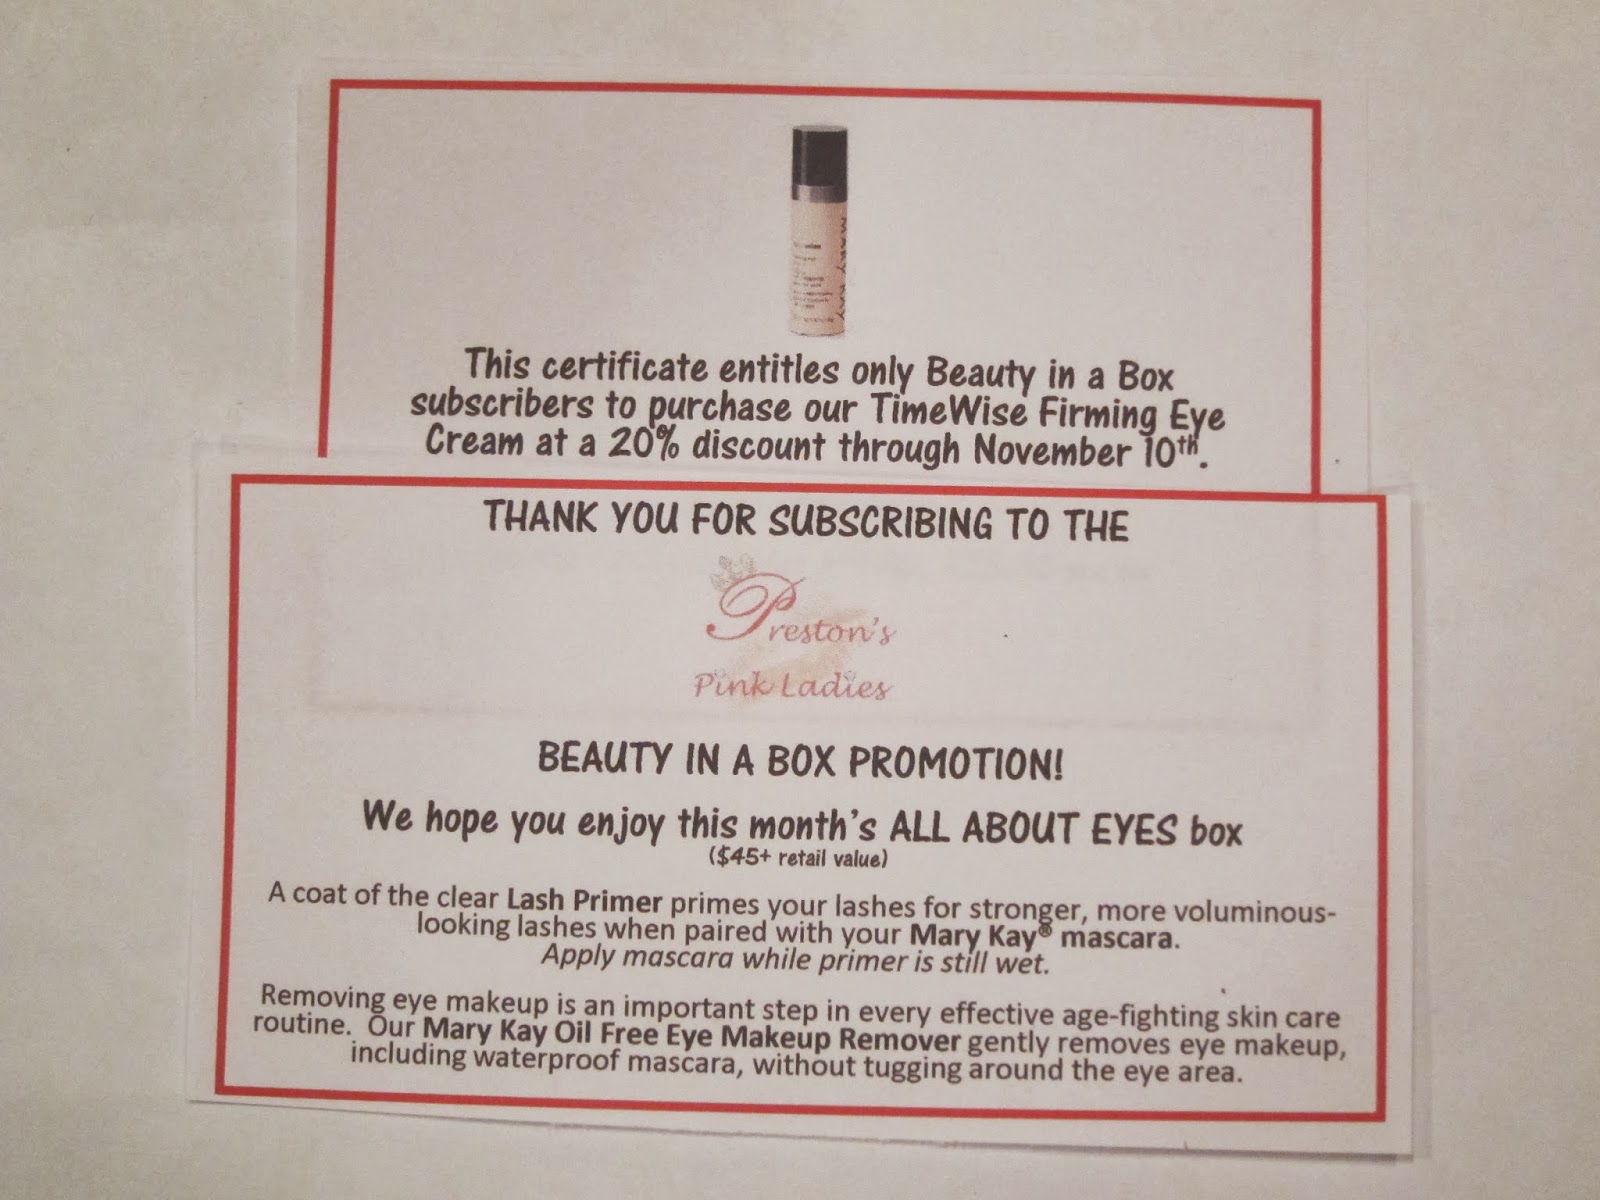 MARY KAY
This certificate entitles only Beauty in a Box
subscribers to purchase our TimeWise Firming Eye
Cream at a 20% discount through November 10th.
THANK YOU FOR SUBSCRIBING TO THE
Preston's
Pink Ladies
BEAUTY IN A BOX PROMOTION!
We hope you enjoy this month's ALL ABOUT EYES box
($45+ retail value)
A coat of the clear Lash Primer primes your lashes for stronger, more voluminous-
looking lashes when paired with your Mary Kay® mascara.
Apply mascara while primer is still wet.
Removing eye makeup is an important step in every effective age-fighting skin care
routine. Our Mary Kay Oil Free Eye Makeup Remover gently removes eye makeup,
including waterproof mascara, without tugging around the eye area.